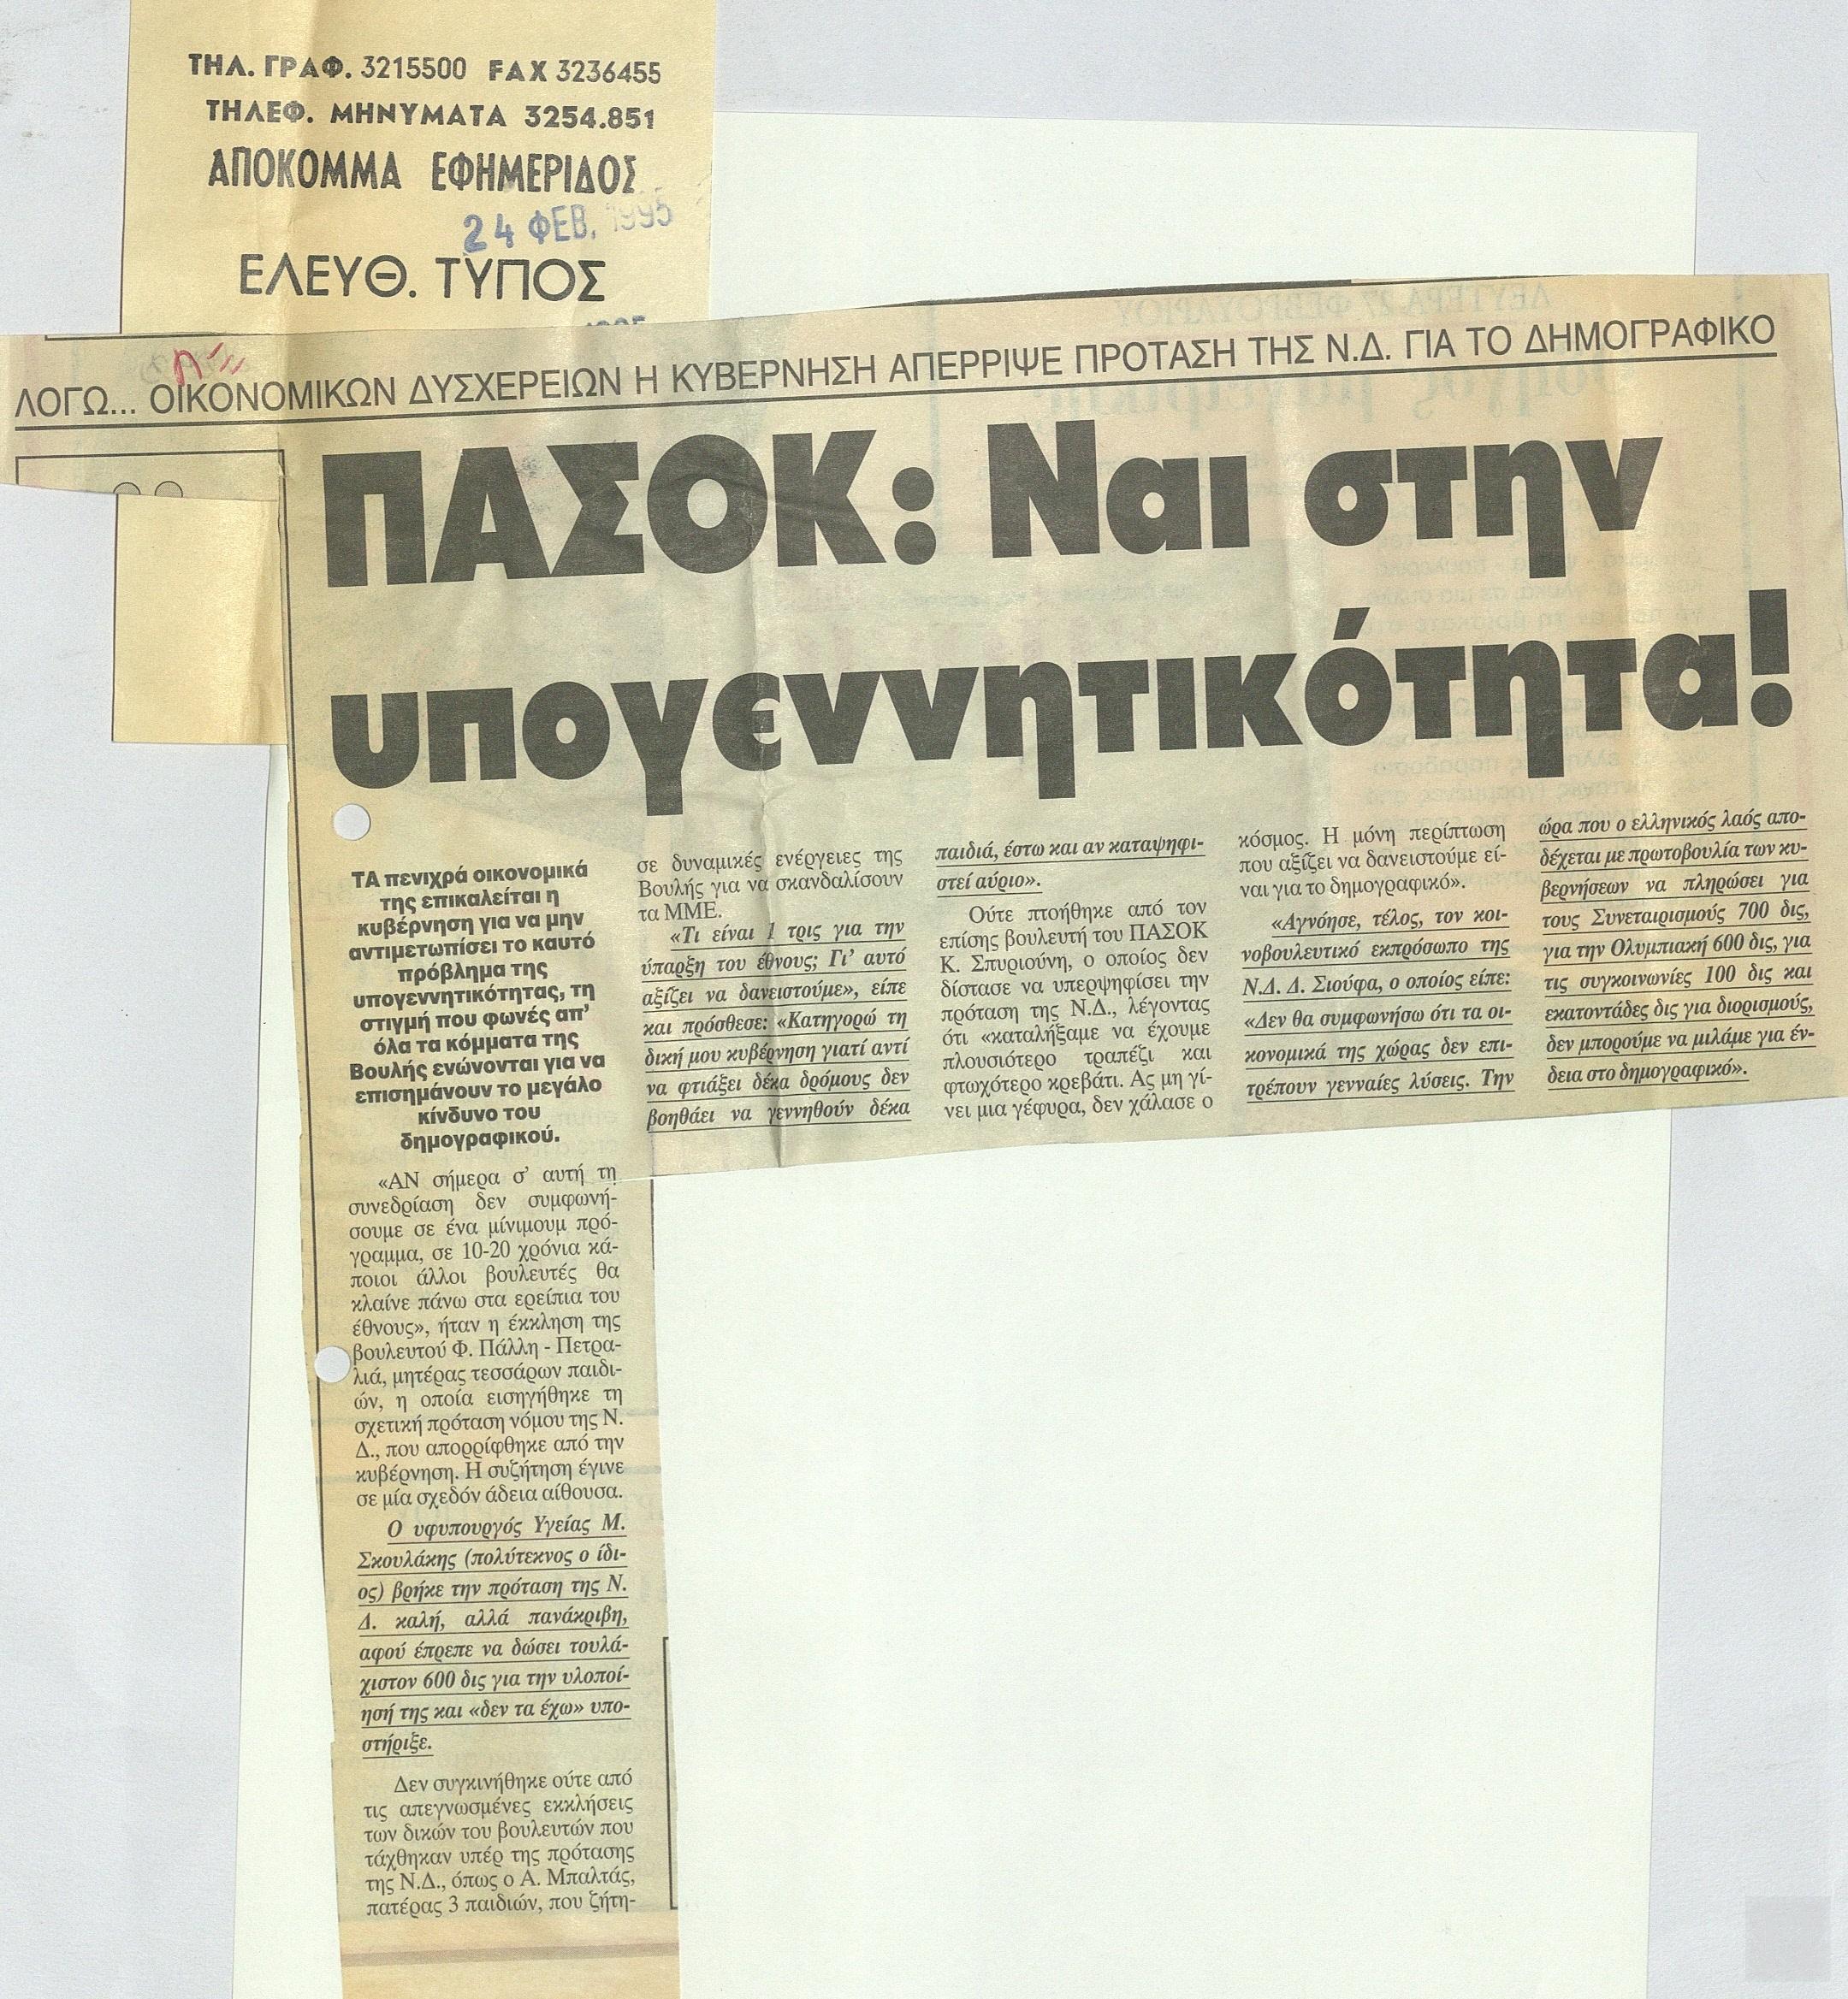 ΤΗΛ. ΓΡΑΦ. 3215500 FAX 3236455
ΤΗΛΕΦ. ΜΗΝΥΜΑΤΑ 3254.851
ΑΠΟΚΟΜΜΑ ΕΦΗΜΕΡΙΔΟΣ
24 ΦΕΒ. 1995
ΕΛΕΥΘ. ΤΥΠΟΣ
ΛΟΓΩ... ΟΙΚΟΝΟΜΙΚΩΝ ΔΥΣΧΕΡΕΙΩΝ Η ΚΥΒΕΡΝΗΣΗ ΑΠΕΡΡΙΨΕ ΠΡΟΤΑΣΗ ΤΗΣ Ν.Δ. ΓΙΑ ΤΟ ΔΗΜΟΓΡΑΦΙΚΟ
ΠΑΣΟΚ: Ναι στην
υπογεννητικότητα!
ΤΑ πενιχρά οικονομικά
της επικαλείται η
κυβέρνηση για να μην
αντιμετωπίσει το καυτό
πρόβλημα της
υπογεννητικότητας, τη
στιγμή που φωνές απ'
όλα τα κόμματα της
Βουλής ενώνονται για να
επισημάνουν το μεγάλο
κίνδυνο του
δημογραφικού.
«ΑΝ σήμερα σ' αυτή τη
συνεδρίαση δεν συμφωνή-
σουμε σε ένα μίνιμουμ πρό-
γραμμα, σε 10-20 χρόνια κά-
ποιοι άλλοι βουλευτές θα
κλαίνε πάνω στα ερείπια του
έθνους», ήταν η έκκληση της
βουλευτού Φ. Πάλλη - Πετρα-
λιά, μητέρας τεσσάρων παιδι-
ών, η οποία εισηγήθηκε τη
σχετική πρόταση νόμου της Ν.
Δ., που απορρίφθηκε από την
κυβέρνηση. Η συζήτηση έγινε
σε μία σχεδόν άδεια αίθουσα.
Ο υφυπουργός Υγείας Μ.
Σκουλάκης (πολύτεκνος ο ίδι-
ος) βρήκε την πρόταση της Ν.
Δ. καλή, αλλά πανάκριβη,
αφού έπρεπε να δώσει τουλά-
χιστον 600 δις για την υλοποί-
ησή της και «δεν τα έχω» υπο-
στήριξε.
Δεν συγκινήθηκε ούτε από
τις απεγνωσμένες εκκλήσεις
των δικών του βουλευτών που
τάχθηκαν υπέρ της πρότασης
της Ν.Δ., όπως ο Α. Μπαλτάς,
πατέρας 3 παιδιών, που ζήτη-
σε δυναμικές ενέργειες της
Βουλής για να σκανδαλίσουν
τα ΜΜΕ.
«Τι είναι 1 τρις για την
ύπαρξη του έθνους; Γι' αυτό
αξίζει να δανειστούμε», είπε
και πρόσθεσε: «Κατηγορώ τη
δική μου κυβέρνηση γιατί αντί
να φτιάξει δέκα δρόμους δεν
βοηθάει να γεννηθούν δέκα
παιδιά, έστω και αν καταψηφι-
στεί αύριο».
Ούτε πτοήθηκε από τον
επίσης βουλευτή του ΠΑΣΟΚ
Κ. Σπυριούνη, ο οποίος δεν
δίστασε να υπερψηφίσει την
πρόταση της Ν.Δ., λέγοντας
ότι «καταλήξαμε να έχουμε
πλουσιότερο τραπέζι και
φτωχότερο κρεβάτι. Ας μη γί-
νει μια γέφυρα, δεν χάλασε ο
κόσμος. Η μόνη περίπτωση
που αξίζει να δανειστούμε εί-
ναι για το δημογραφικό».
«Αγνόησε, τέλος, τον κοι-
νοβουλευτικό εκπρόσωπο της
Ν.Δ. Δ. Σιούφα, ο οποίος είπε:
«Δεν θα συμφωνήσω ότι τα οι-
κονομικά της χώρας δεν επι-
τρέπουν γενναίες λύσεις. Την
ώρα που ο ελληνικός λαός απο-
δέχεται με πρωτοβουλία των κυ-
βερνήσεων να πληρώσει για
τους Συνεταιρισμούς 700 δις,
για την Ολυμπιακή 600 δις, για
τις συγκοινωνίες 100 δις και
εκατοντάδες δις για διορισμούς,
δεν μπορούμε να μιλάμε για έν-
δεια στο δημογραφικό».